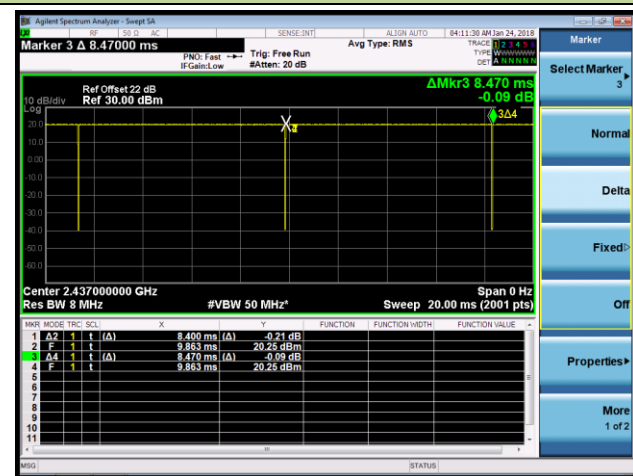 Agilent Spectrum Analyzer - Swept SA
RF 50 Ω AC SENSE:INT ALIGN AUTO 04:11:30 AM Jan 24, 2018
Marker 3 Δ 8.47000 ms
PNO: Fast Trig: Free Run
IFGain:Low #Atten: 20 dB
Avg Type: RMS
TRACE 1 2 3 4 5 6
TYPE WWWWWW
DET A N N N N N
Ref Offset 22 dB
10 dB/div Ref 30.00 dBm
Log
ΔMkr3 8.470 ms
-0.09 dB
3Δ4
20.0
10.0
0.00
-10.0
-20.0
-30.0
-40.0
-50.0
-60.0
Center 2.437000000 GHz Span 0 Hz
Res BW 8 MHz #VBW 50 MHz* Sweep 20.00 ms (2001 pts)
MKR MODE TRC SCL X Y FUNCTION FUNCTION WIDTH FUNCTION VALUE
1 Δ2 1 t (Δ) 8.400 ms (Δ) -0.21 dB
2 F 1 t 9.863 ms 20.25 dBm
3 Δ4 1 t (Δ) 8.470 ms (Δ) -0.09 dB
4 F 1 t 9.863 ms 20.25 dBm
5
6
7
8
9
10
11
MSG STATUS
Marker
Select Marker
3
Normal
Delta
Fixed
Off
Properties
More
1 of 2